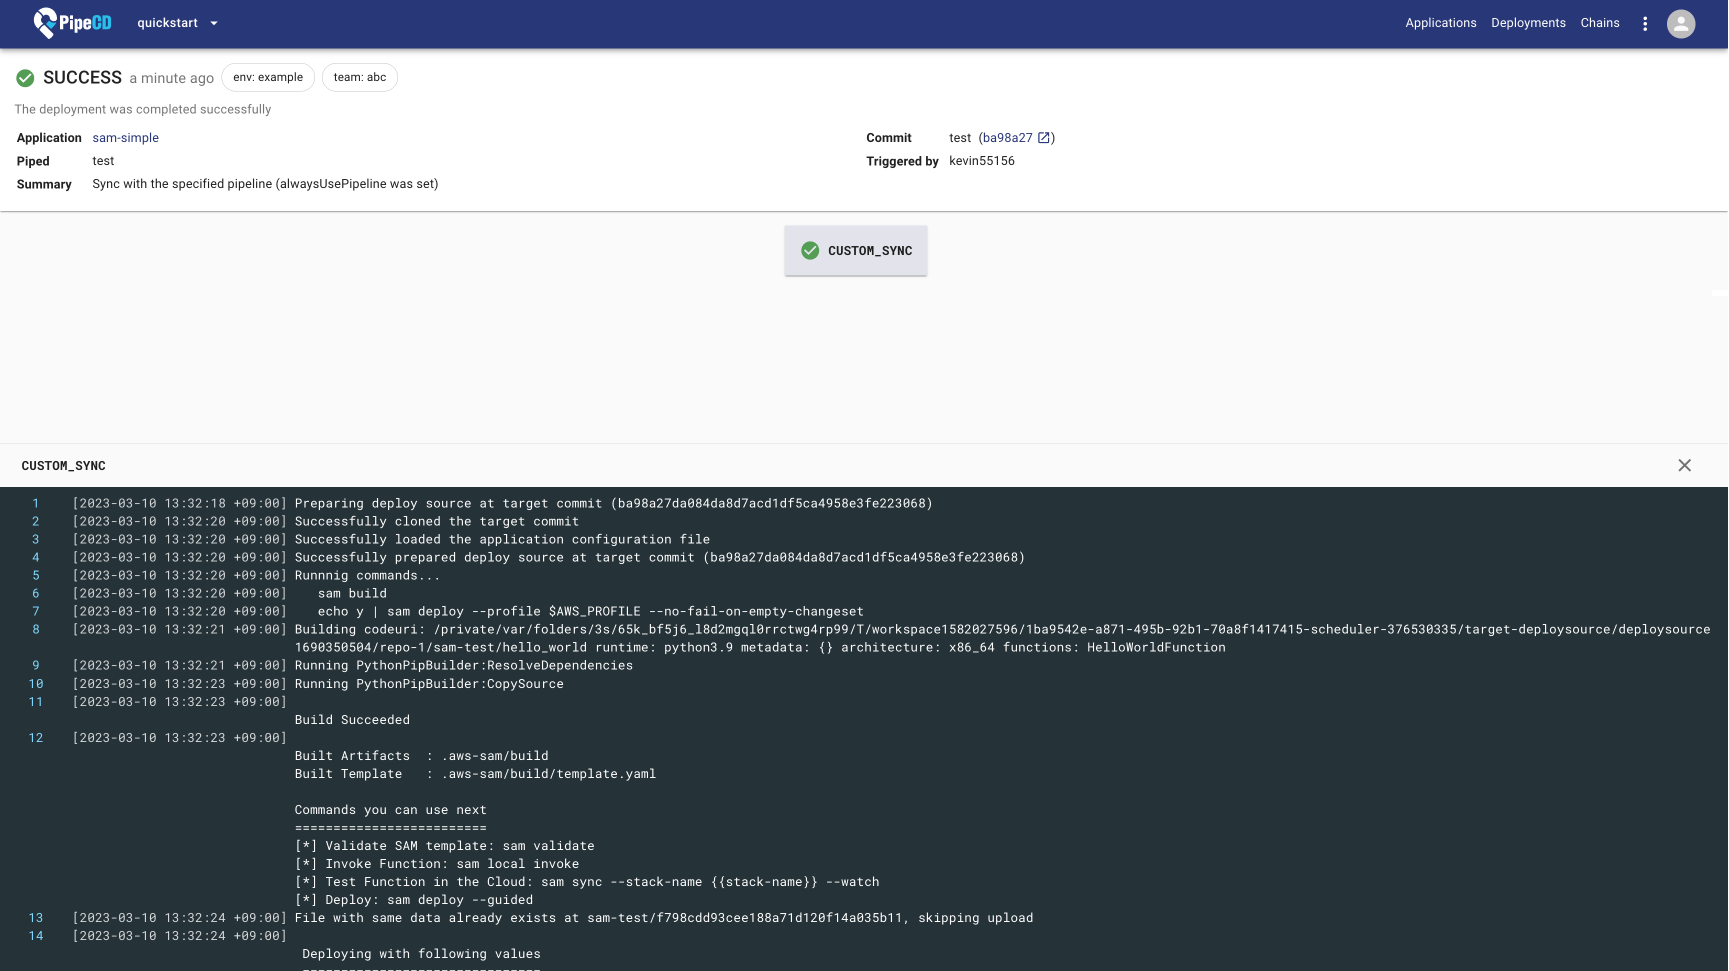 PipeCD quickstart Applications Deployments Chains
SUCCESS a minute ago env: example team: abc
The deployment was completed successfully
Application sam-simple
Piped test
Summary Sync with the specified pipeline (alwaysUsePipeline was set)
Commit test (ba98a27)
Triggered by kevin55156
CUSTOM_SYNC
CUSTOM_SYNC
1 [2023-03-10 13:32:18 +09:00] Preparing deploy source at target commit (ba98a27da084da8d7acd1df5ca4958e3fe223068)
2 [2023-03-10 13:32:20 +09:00] Successfully cloned the target commit
3 [2023-03-10 13:32:20 +09:00] Successfully loaded the application configuration file
4 [2023-03-10 13:32:20 +09:00] Successfully prepared deploy source at target commit (ba98a27da084da8d7acd1df5ca4958e3fe223068)
5 [2023-03-10 13:32:20 +09:00] Runnnig commands...
6 [2023-03-10 13:32:20 +09:00] sam build
7 [2023-03-10 13:32:20 +09:00] echo y | sam deploy --profile $AWS_PROFILE --no-fail-on-empty-changeset
8 [2023-03-10 13:32:21 +09:00] Building codeuri: /private/var/folders/3s/65k_bf5j6_l8d2mgql0rrctwg4rp99/T/workspace1582027596/1ba9542e-a871-495b-92b1-70a8f1417415-scheduler-376530335/target-deploysource/deploysource
1690350504/repo-1/sam-test/hello_world runtime: python3.9 metadata: {} architecture: x86_64 functions: HelloWorldFunction
9 [2023-03-10 13:32:21 +09:00] Running PythonPipBuilder:ResolveDependencies
10 [2023-03-10 13:32:23 +09:00] Running PythonPipBuilder:CopySource
11 [2023-03-10 13:32:23 +09:00]
Build Succeeded
12 [2023-03-10 13:32:23 +09:00]
Built Artifacts : .aws-sam/build
Built Template : .aws-sam/build/template.yaml
Commands you can use next
=========================
[*] Validate SAM template: sam validate
[*] Invoke Function: sam local invoke
[*] Test Function in the Cloud: sam sync --stack-name {{stack-name}} --watch
[*] Deploy: sam deploy --guided
13 [2023-03-10 13:32:24 +09:00] File with same data already exists at sam-test/f798cdd93cee188a71d120f14a035b11, skipping upload
14 [2023-03-10 13:32:24 +09:00]
Deploying with following values
===============================